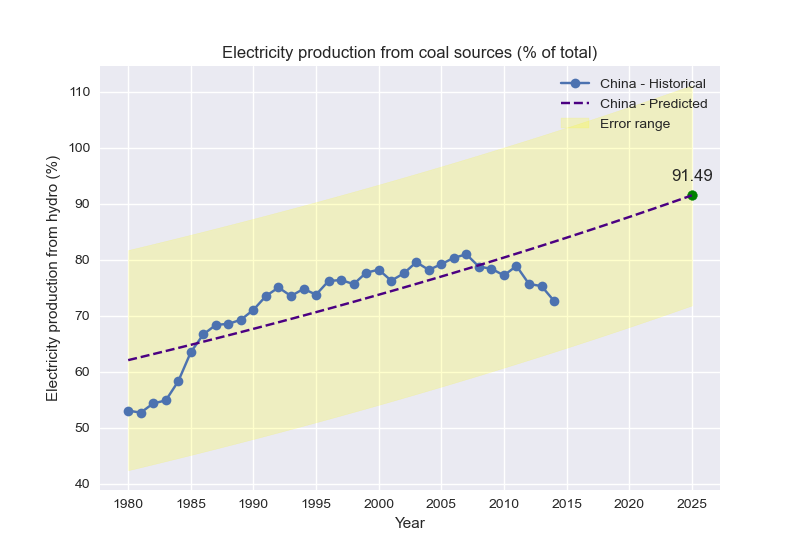 Electricity production from coal sources (% of total)
China - Historical
China - Predicted
Error range
91.49
Electricity production from hydro (%)
110
100
90
80
70
60
50
40
1980 1985 1990 1995 2000 2005 2010 2015 2020 2025
Year